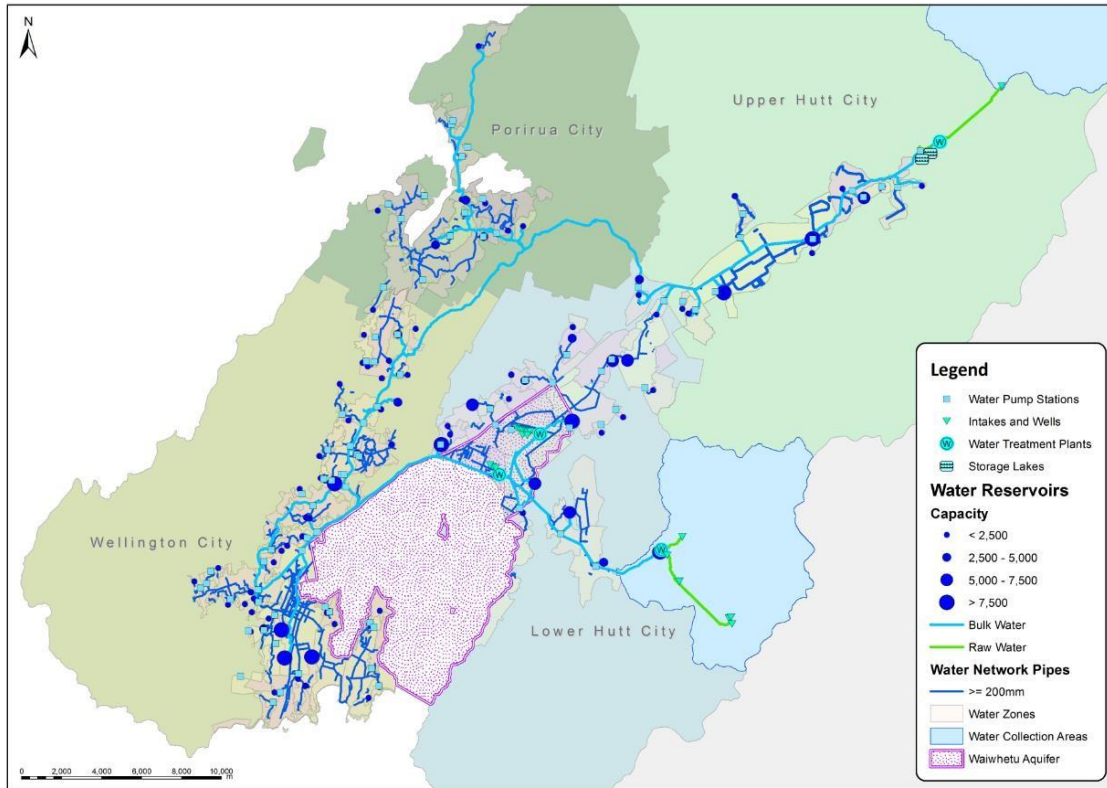 N
Upper Hutt City
Porirua City
Wellington City
Lower Hutt City
Legend
Water Pump Stations
Intakes and Wells
W Water Treatment Plants
Storage Lakes
Water Reservoirs
Capacity
< 2,500
2,500 - 5,000
5,000 - 7,500
> 7,500
Bulk Water
Raw Water
Water Network Pipes
>= 200mm
Water Zones
Water Collection Areas
Waiwhetu Aquifer
W
W
W
W
0 2,000 4,000 6,000 8,000 10,000
m